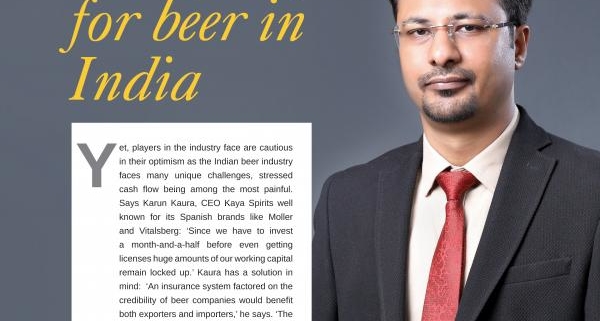 for beer in
India
Yet, players in the industry face are cautious
in their optimism as the Indian beer industry
faces many unique challenges, stressed
cash flow being among the most painful.
Says Karun Kaura, CEO Kaya Spirits well
known for its Spanish brands like Moller
and Vitalsberg: ‘Since we have to invest
a month-and-a-half before even getting
licenses huge amounts of our working capital
remain locked up.’ Kaura has a solution in
mind: ‘An insurance system factored on the
credibility of beer companies would benefit
both exporters and importers,’ he says. ‘The